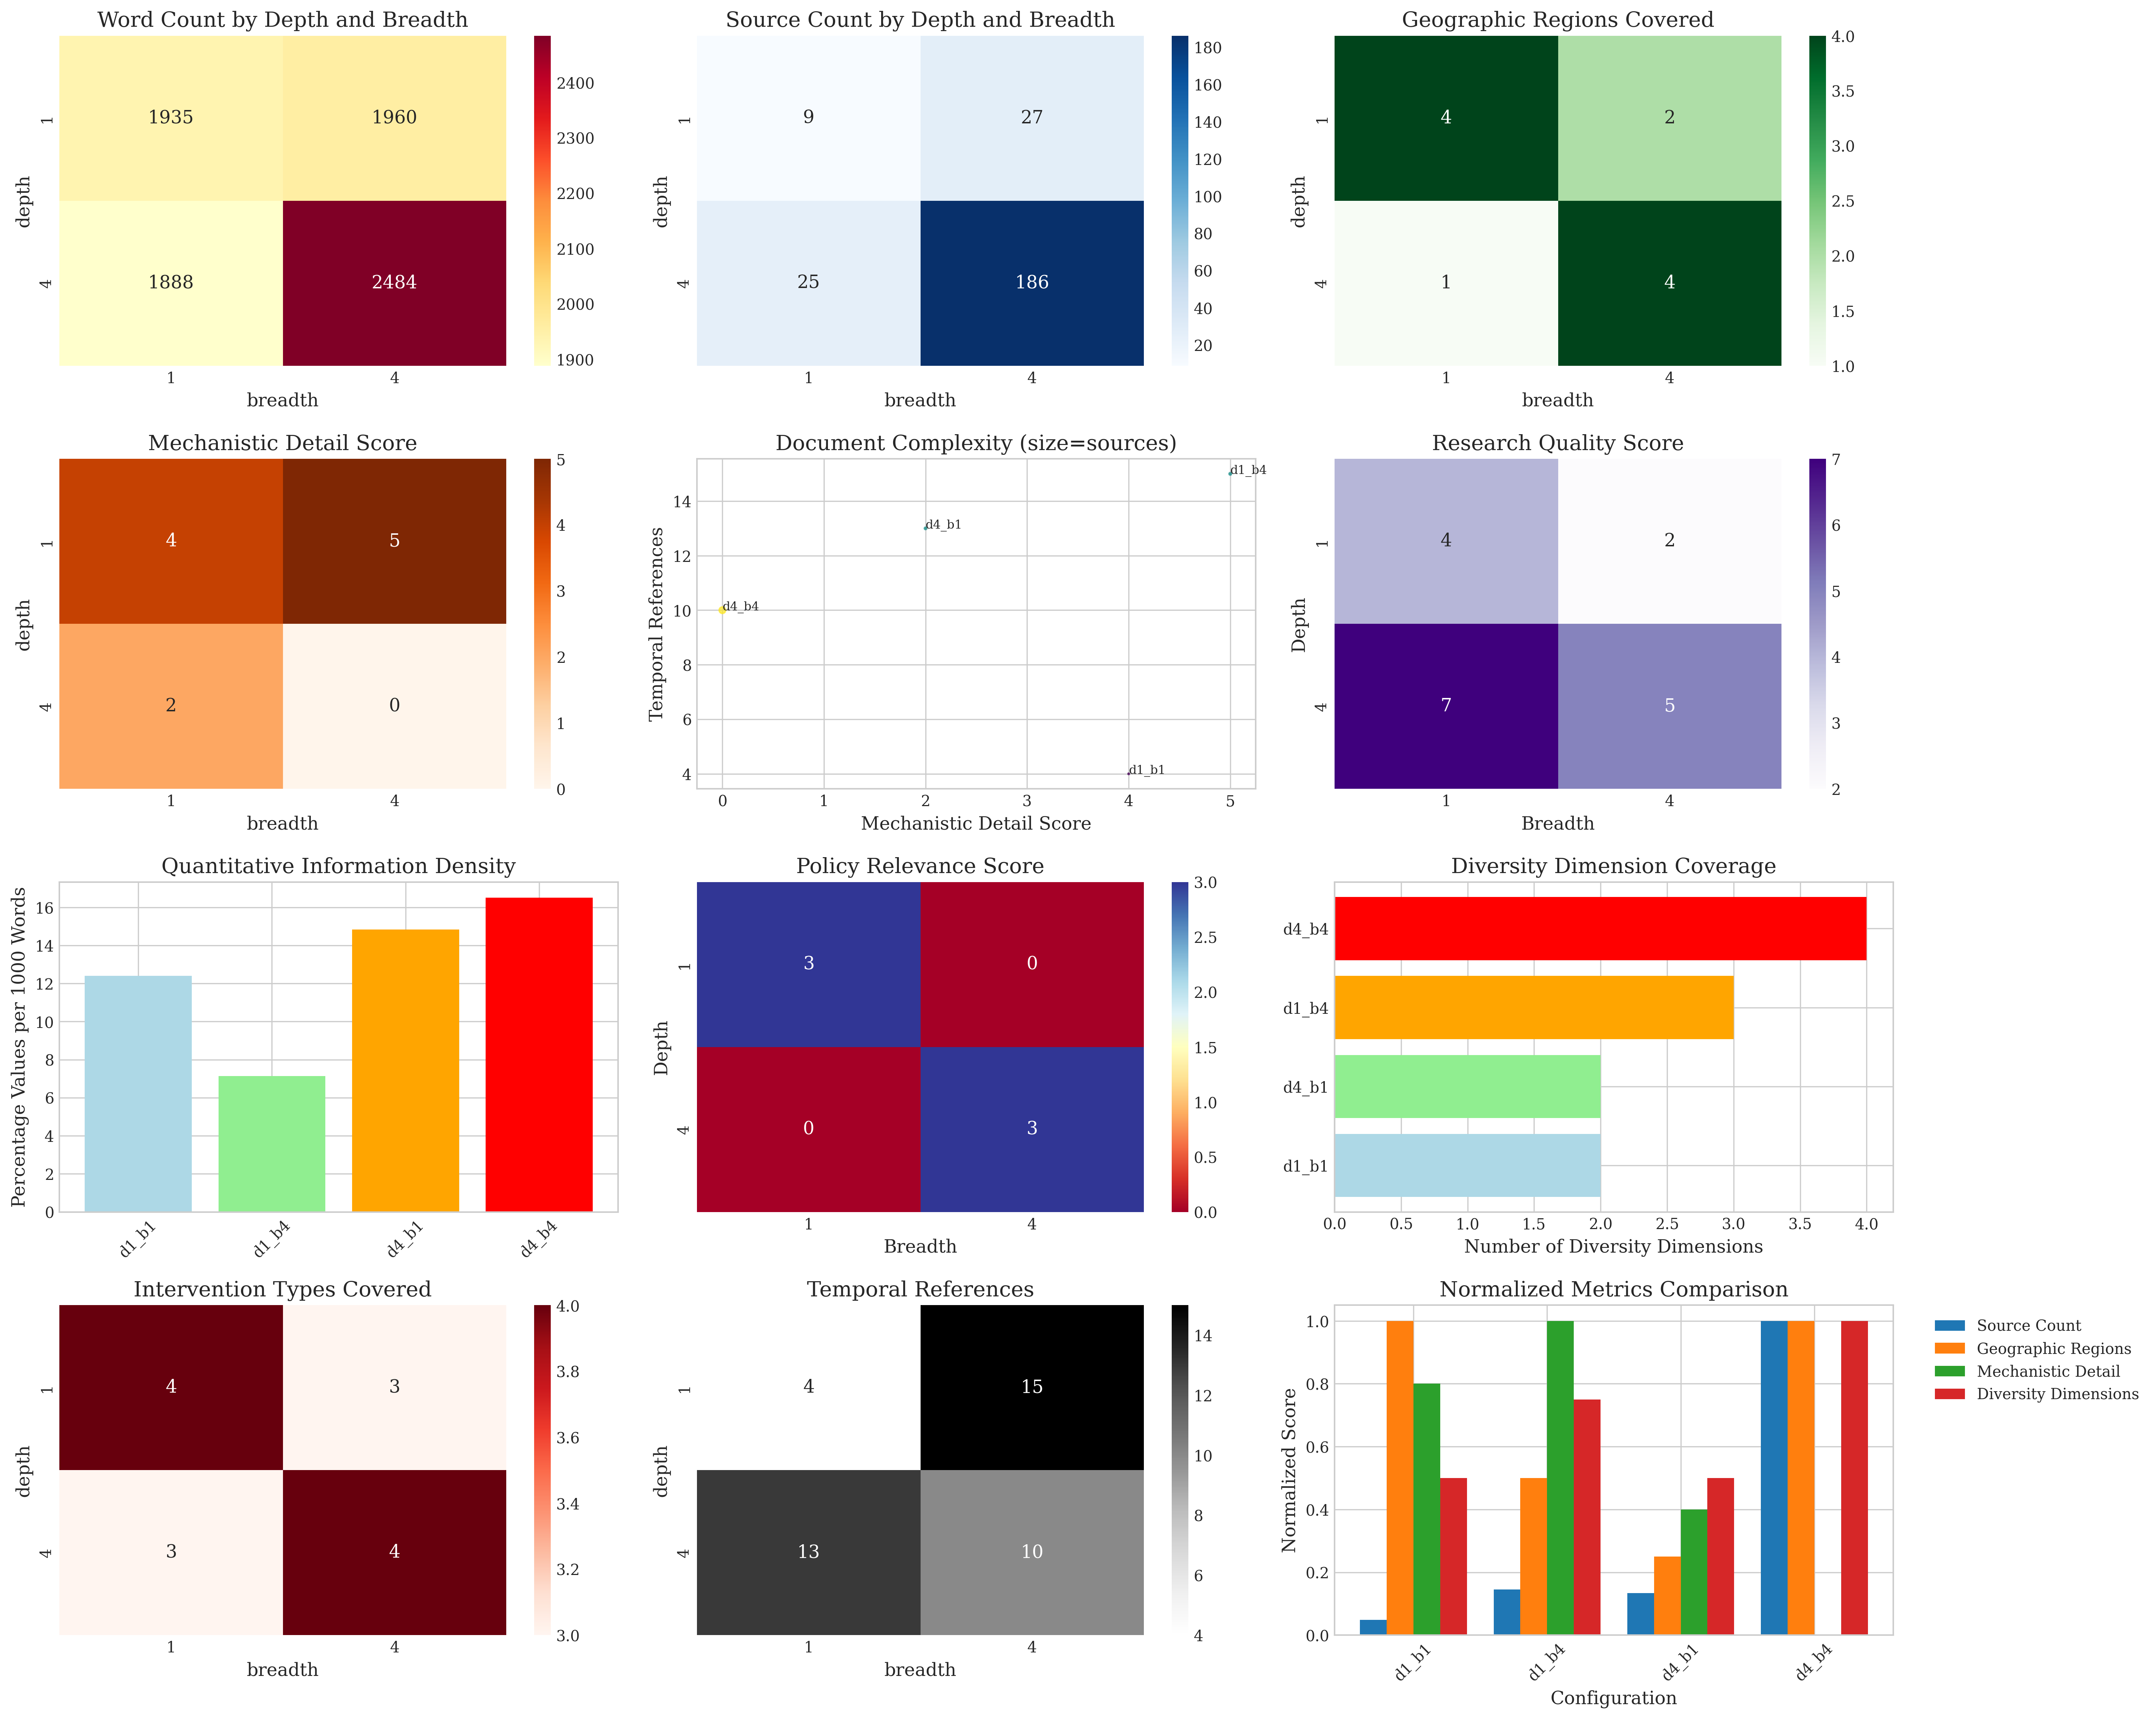 Word Count by Depth and Breadth
1935
1960
1888
2484
1
4
depth
1
4
breadth
2400
2300
2200
2100
2000
1900
Source Count by Depth and Breadth
9
27
25
186
1
4
depth
1
4
breadth
180
160
140
120
100
80
60
40
20
Geographic Regions Covered
4
2
1
4
1
4
depth
1
4
breadth
4.0
3.5
3.0
2.5
2.0
1.5
1.0
Mechanistic Detail Score
4
5
2
0
1
4
depth
1
4
breadth
5
4
3
2
1
0
Document Complexity (size=sources)
Temporal References
14
12
10
8
6
4
d1_b4
d4_b1
d4_b4
d1_b1
0
1
2
3
4
5
Mechanistic Detail Score
Research Quality Score
4
2
7
5
1
4
Depth
1
4
Breadth
7
6
5
4
3
2
Quantitative Information Density
Percentage Values per 1000 Words
16
14
12
10
8
6
4
2
0
d1_b1
d1_b4
d4_b1
d4_b4
Policy Relevance Score
3
0
0
3
1
4
Depth
1
4
Breadth
3.0
2.5
2.0
1.5
1.0
0.5
0.0
Diversity Dimension Coverage
d4_b4
d1_b4
d4_b1
d1_b1
0.0
0.5
1.0
1.5
2.0
2.5
3.0
3.5
4.0
Number of Diversity Dimensions
Intervention Types Covered
4
3
3
4
1
4
depth
1
4
breadth
4.0
3.8
3.6
3.4
3.2
3.0
Temporal References
4
15
13
10
1
4
depth
1
4
breadth
14
12
10
8
6
4
Normalized Metrics Comparison
Normalized Score
1.0
0.8
0.6
0.4
0.2
0.0
d1_b1
d1_b4
d4_b1
d4_b4
Configuration
Source Count
Geographic Regions
Mechanistic Detail
Diversity Dimensions